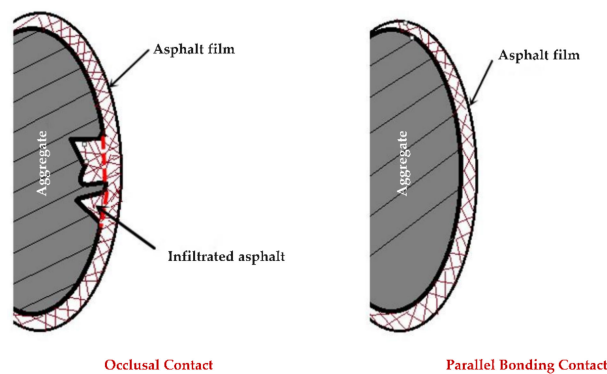 Asphalt film
Aggregate
Infiltrated asphalt
Occlusal Contact
Asphalt film
Aggregate
Parallel Bonding Contact